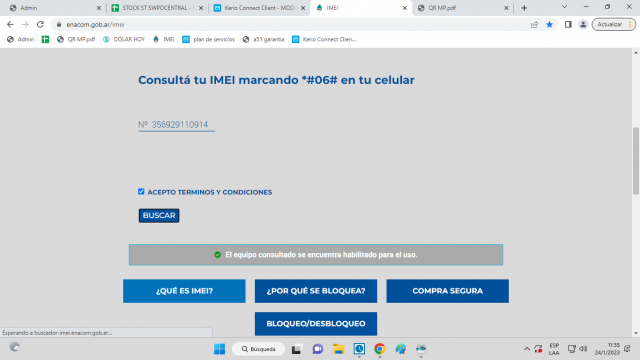 Admin
STOCK ST SWPOCENTRAL -
Kerio Connect Client - MOD
IMEI
QR MP.pdf
enacom.gob.ar/imei
Actualizar
Admin
QR MP.pdf
DÓLAR HOY
IMEI
plan de servicios
a51 garantia
Kerio Connect Clien...
Consultá tu IMEI marcando *#06# en tu celular
Nº 356929110914
ACEPTO TERMINOS Y CONDICIONES
BUSCAR
El equipo consultado se encuentra habilitado para el uso.
¿QUÉ ES IMEI?
¿POR QUÉ SE BLOQUEA?
COMPRA SEGURA
BLOQUEO/DESBLOQUEO
Esperando a buscador-imei.enacom.gob.ar...
Búsqueda
ESP
LAA
11:35
24/1/2023